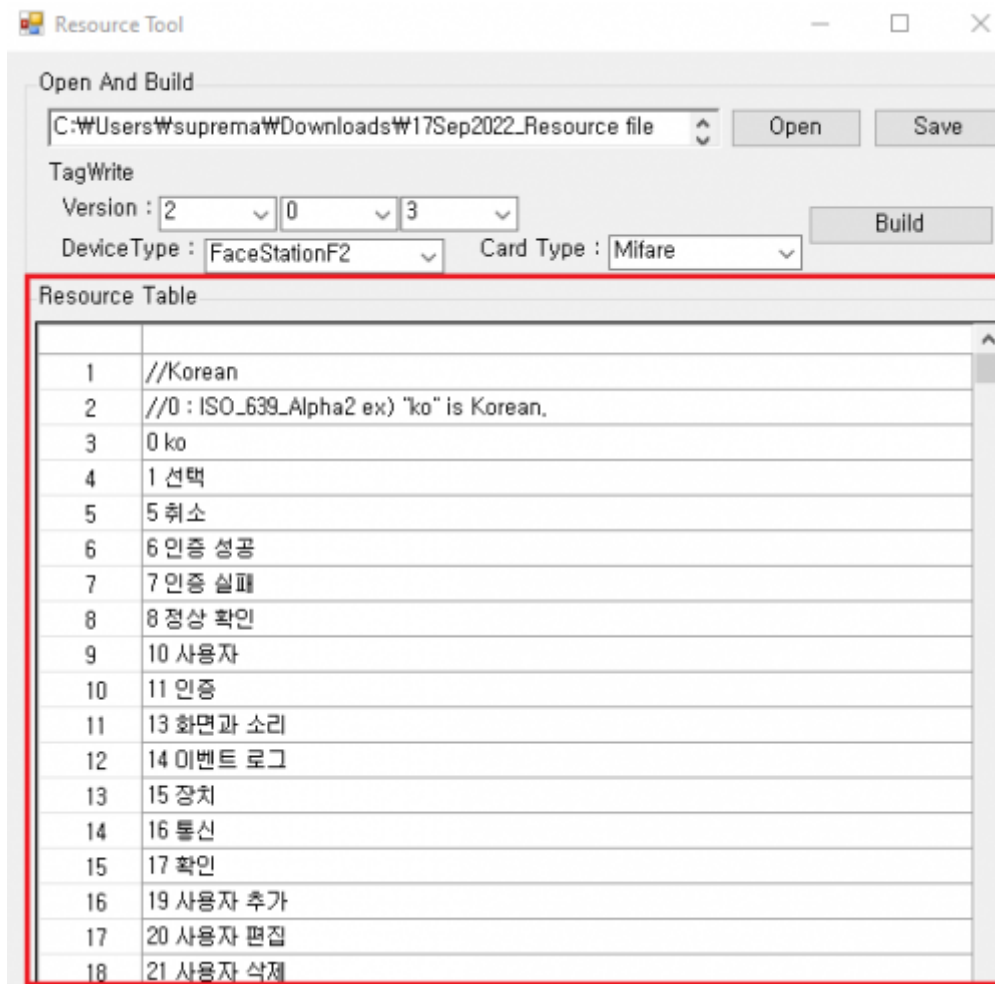 Resource Tool
Open And Build
C:₩Users₩suprema₩Downloads₩17Sep2022_Resource file
Open
Save
TagWrite
Version : 2 0 3
Build
DeviceType : FaceStationF2 Card Type : Mifare
Resource Table
1 //Korean
2 //0 : ISO_639_Alpha2 ex) "ko" is Korean.
3 0 ko
4 1 선택
5 5 취소
6 6 인증 성공
7 7 인증 실패
8 8 정상 확인
9 10 사용자
10 11 인증
11 13 화면과 소리
12 14 이벤트 로그
13 15 장치
14 16 통신
15 17 확인
16 19 사용자 추가
17 20 사용자 편집
18 21 사용자 삭제